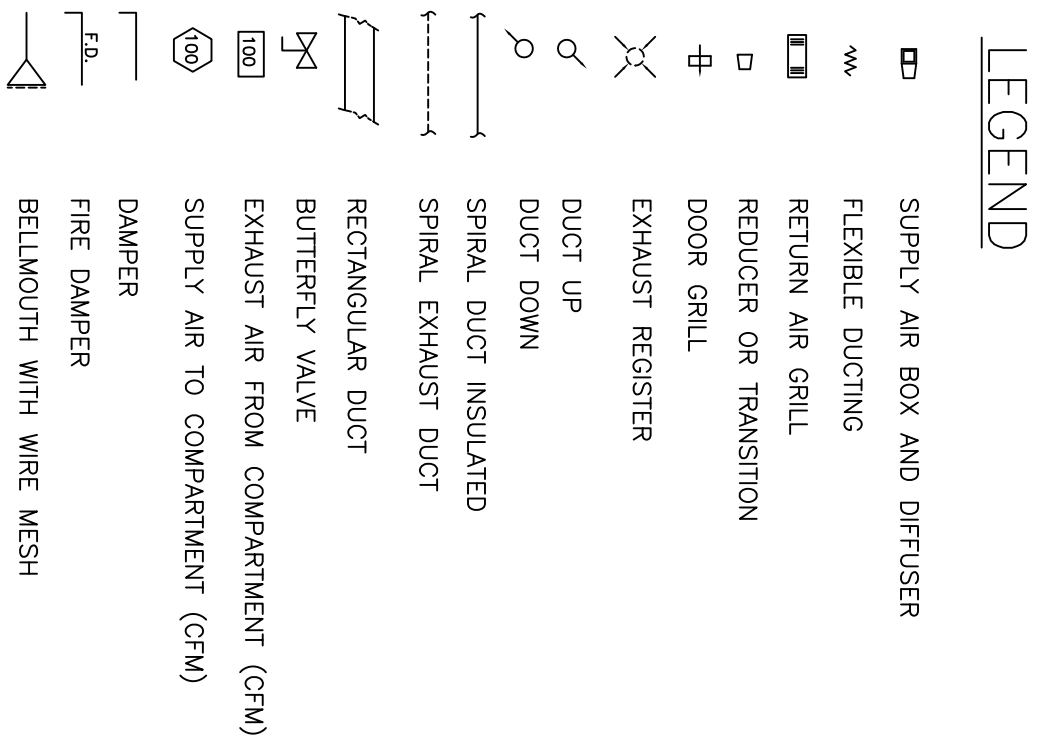 LEGEND
SUPPLY AIR BOX AND DIFFUSER
FLEXIBLE DUCTING
RETURN AIR GRILL
REDUCER OR TRANSITION
DOOR GRILL
EXHAUST REGISTER
DUCT UP
DUCT DOWN
SPIRAL DUCT INSULATED
SPIRAL EXHAUST DUCT
RECTANGULAR DUCT
BUTTERFLY VALVE
100 EXHAUST AIR FROM COMPARTMENT (CFM)
100 SUPPLY AIR TO COMPARTMENT (CFM)
DAMPER
F.D. FIRE DAMPER
BELLMOUTH WITH WIRE MESH